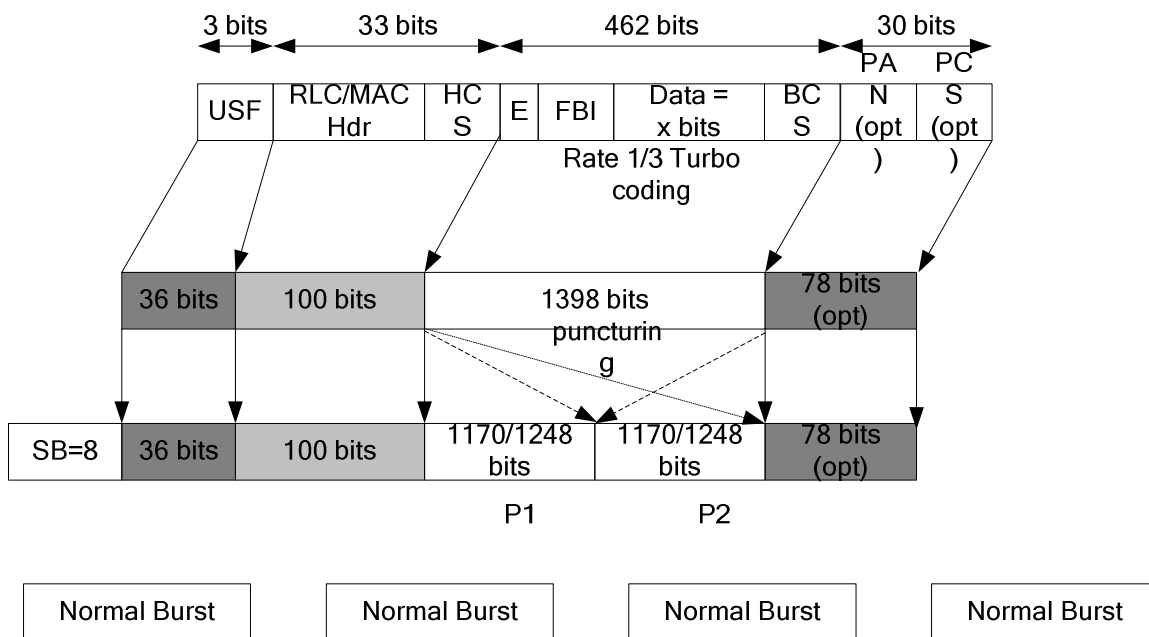 3 bits
33 bits
462 bits
30 bits
USF
RLC/MAC
Hdr
HC
S
E
FBI
Data =
x bits
BC
S
PA
N
(opt
)
PC
S
(opt
)
Rate 1/3 Turbo
coding
36 bits
100 bits
1398 bits
puncturin
g
78 bits
(opt)
SB=8
36 bits
100 bits
1170/1248
bits
1170/1248
bits
78 bits
(opt)
P1
P2
Normal Burst
Normal Burst
Normal Burst
Normal Burst